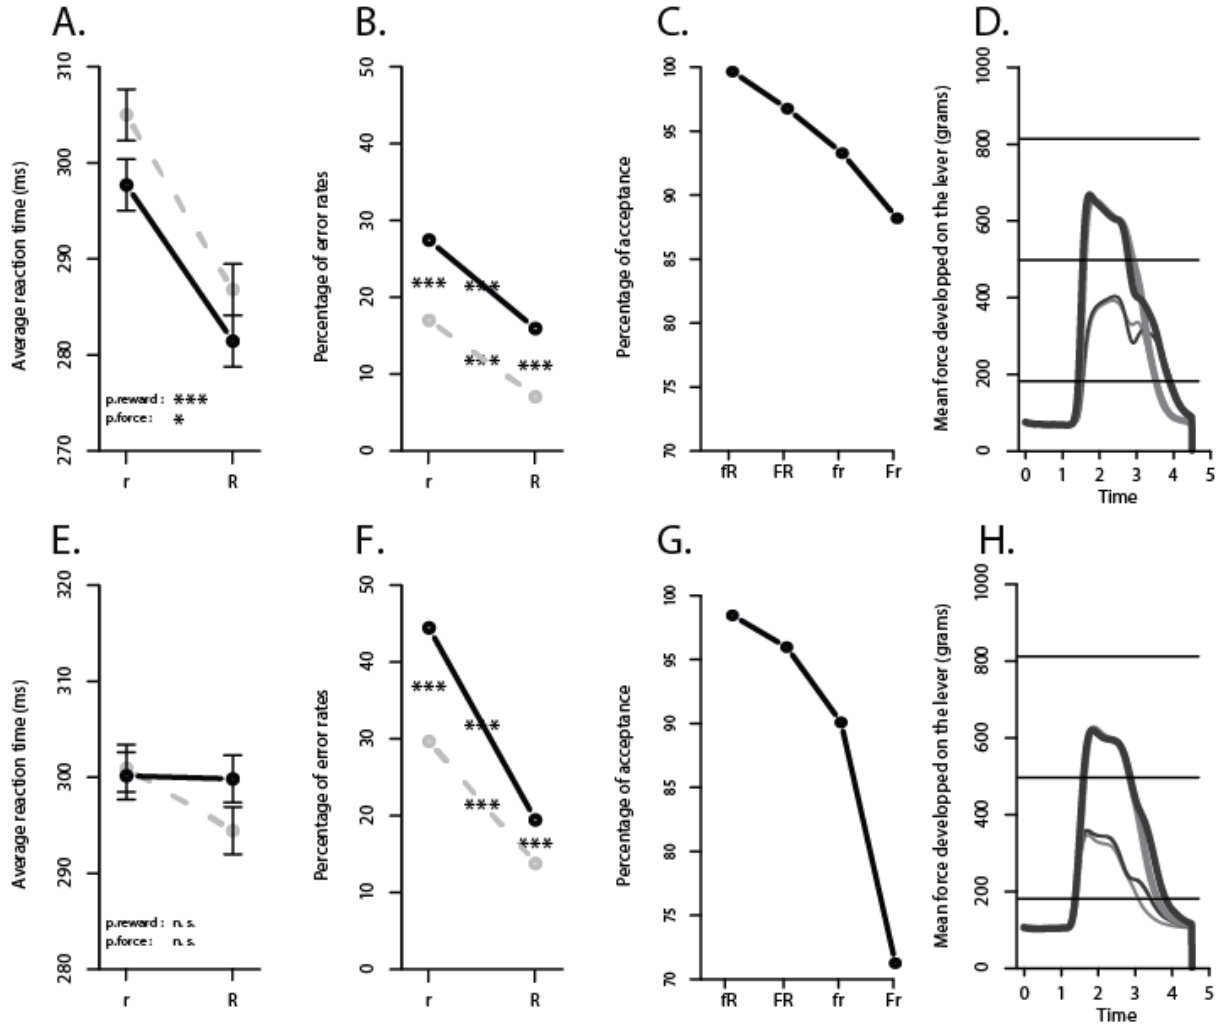 A.
Average reaction time (ms)
310
300
290
280
270
p.reward : ***
p.force : *
r R
B.
Percentage of error rates
50
40
30
20
10
0
***
***
***
***
r R
C.
Percentage of acceptance
100
95
90
85
80
75
70
fR FR fr Fr
D.
Mean force developped on the lever (grams)
1000
800
600
400
200
0
0 1 2 3 4 5
Time
E.
Average reaction time (ms)
320
310
300
290
280
p.reward : n. s.
p.force : n. s.
r R
F.
Percentage of error rates
50
40
30
20
10
0
***
***
***
***
r R
G.
Percentage of acceptance
100
95
90
85
80
75
70
fR FR fr Fr
H.
Mean force developped on the lever (grams)
1000
800
600
400
200
0
0 1 2 3 4 5
Time